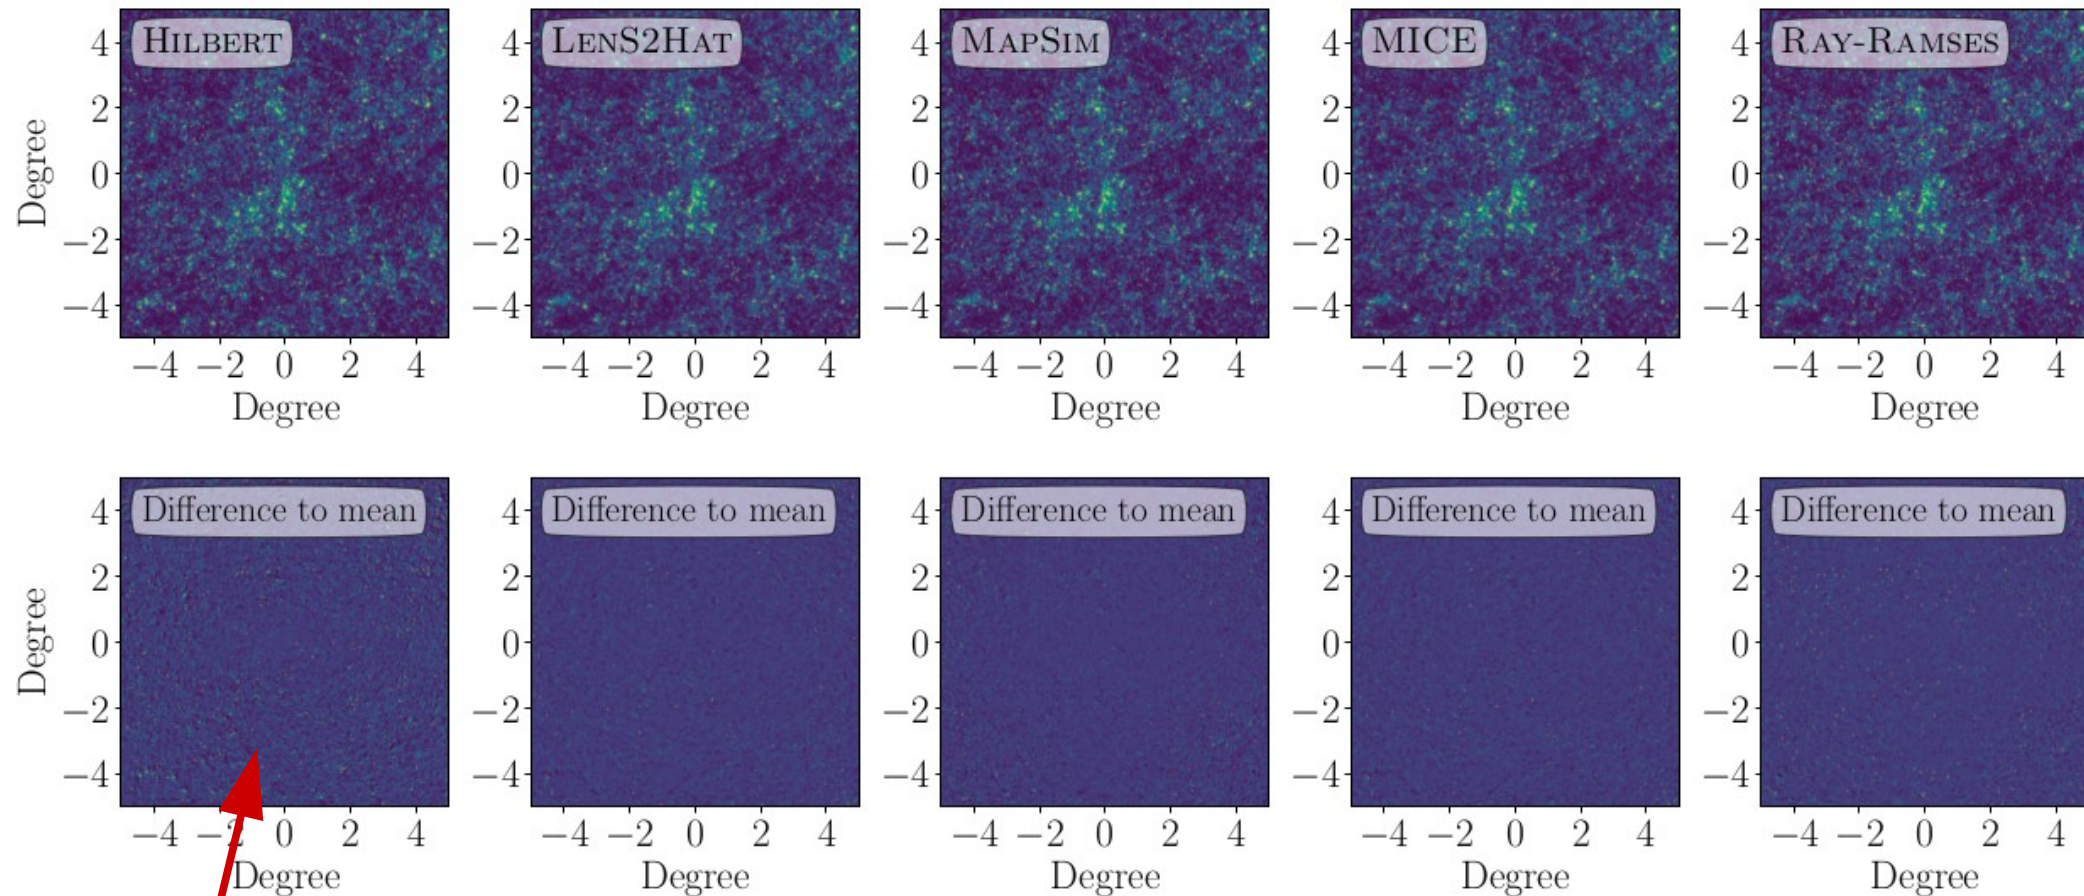 HILBERT LENS2HAT MAPSIM MICE RAY-RAMSES
4 4 4 4 4
2 2 2 2 2
Degree 0 0 0 0 0
−2 −2 −2 −2 −2
−4 −4 −4 −4 −4
−4 −2 0 2 4 −4 −2 0 2 4 −4 −2 0 2 4 −4 −2 0 2 4 −4 −2 0 2 4
Degree Degree Degree Degree Degree
Difference to mean Difference to mean Difference to mean Difference to mean Difference to mean
4 4 4 4 4
2 2 2 2 2
Degree 0 0 0 0 0
−2 −2 −2 −2 −2
−4 −4 −4 −4 −4
−4 −2 0 2 4 −4 −2 0 2 4 −4 −2 0 2 4 −4 −2 0 2 4 −4 −2 0 2 4
Degree Degree Degree Degree Degree